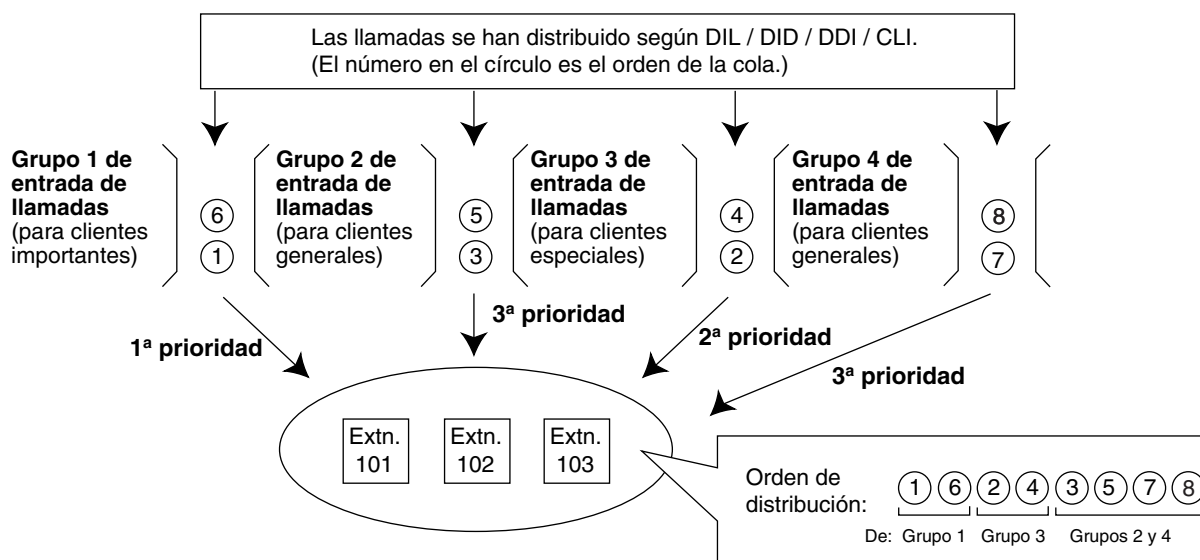 Las llamadas se han distribuido según DIL / DID / DDI / CLI.
(El número en el círculo es el orden de la cola.)
Grupo 1 de
entrada de
llamadas
(para clientes
importantes)
6
1
Grupo 2 de
entrada de
llamadas
(para clientes
generales)
5
3
Grupo 3 de
entrada de
llamadas
(para clientes
especiales)
4
2
Grupo 4 de
entrada de
llamadas
(para clientes
generales)
8
7
1ª prioridad
3ª prioridad
2ª prioridad
3ª prioridad
Extn.
101
Extn.
102
Extn.
103
Orden de
distribución:
1 6 2 4 3 5 7 8
De: Grupo 1 Grupo 3 Grupos 2 y 4